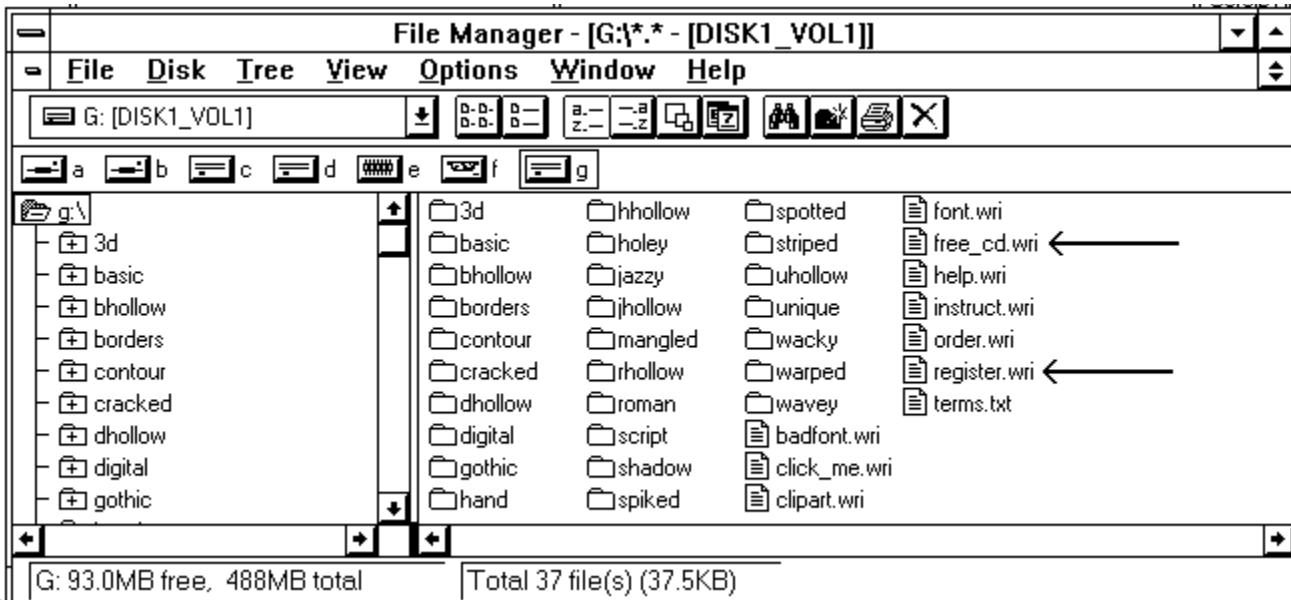 File Manager - [G:\*.* - [DISK1_VOL1]]
File Disk Tree View Options Window Help
G: [DISK1_VOL1]
a b c d e f g
g:\
3d
basic
bhollow
borders
contour
cracked
dhollow
digital
gothic
3d hhollow spotted font.wri
basic holey striped free_cd.wri
bhollow jazzy uhollow help.wri
borders jhollow unique instruct.wri
contour mangled wacky order.wri
cracked rhollow warped register.wri
dhollow roman wavey terms.txt
digital script badfont.wri
gothic shadow click_me.wri
hand spiked clipart.wri
G: 93.0MB free, 488MB total
Total 37 file(s) (37.5KB)